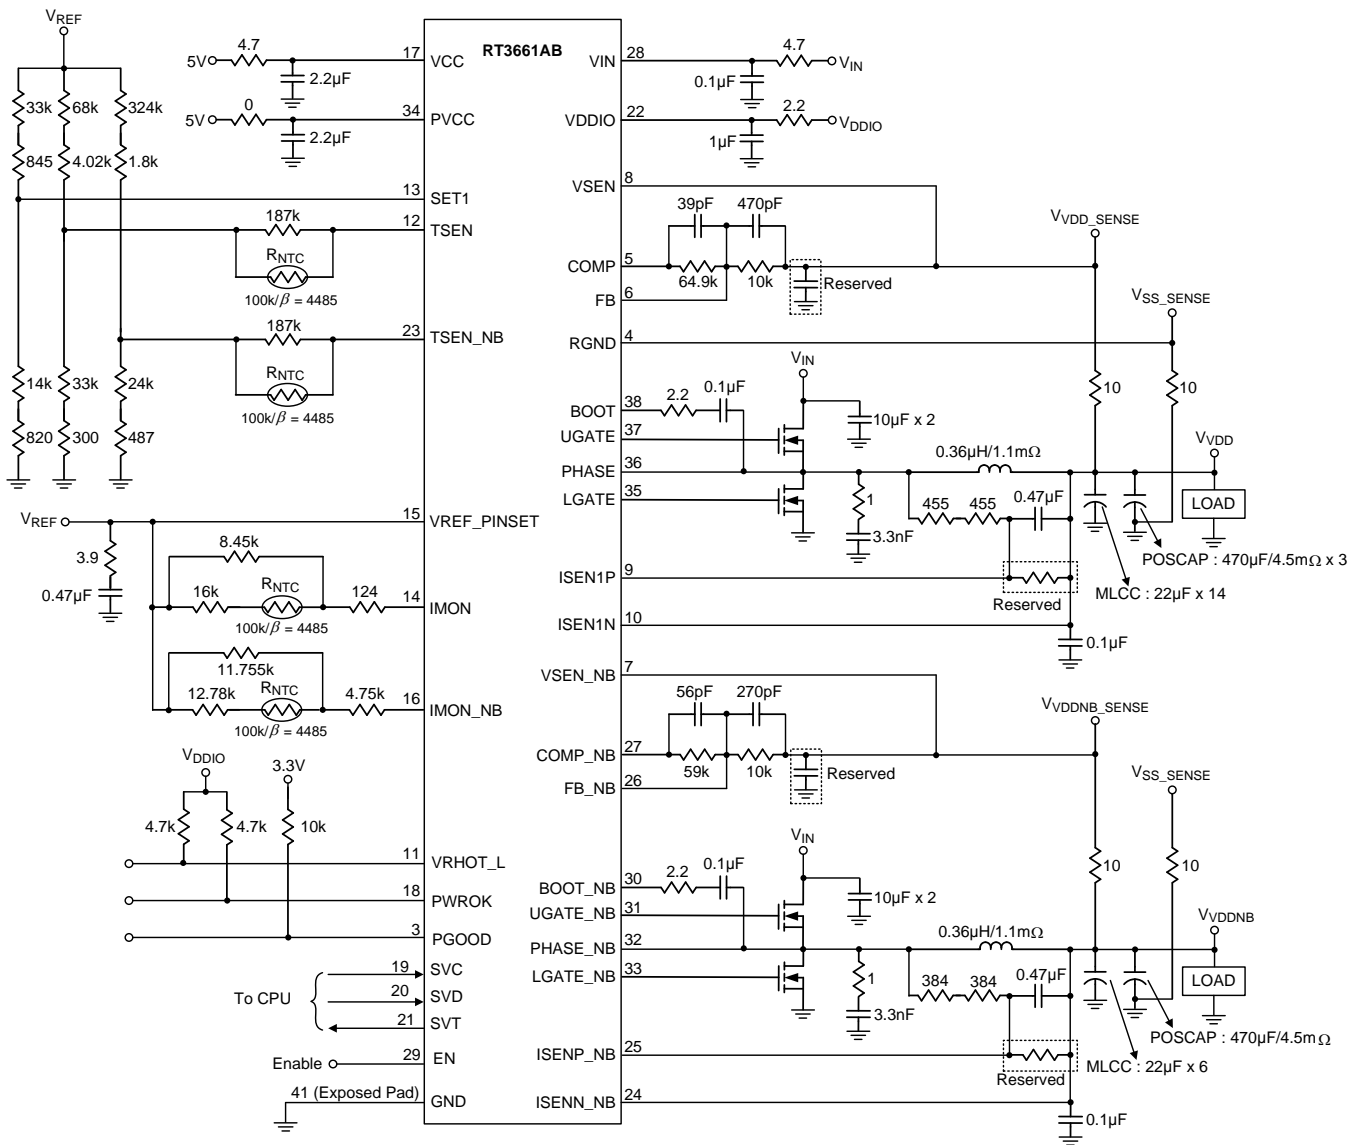 VREF
33k
68k
324k
845
4.02k
1.8k
14k
33k
24k
820
300
487
5V
4.7
2.2µF
17
VCC
5V
0
2.2µF
34
PVCC
13
SET1
187k
12
TSEN
RNTC
100k/β = 4485
187k
23
TSEN_NB
RNTC
100k/β = 4485
VREF
15
VREF_PINSET
3.9
0.47µF
8.45k
16k
RNTC
100k/β = 4485
124
14
IMON
11.755k
12.78k
RNTC
100k/β = 4485
4.75k
16
IMON_NB
VDDIO
3.3V
4.7k
4.7k
10k
11
VRHOT_L
18
PWROK
3
PGOOD
To CPU
19
SVC
20
SVD
21
SVT
Enable
29
EN
41 (Exposed Pad)
GND
RT3661AB
VIN
28
4.7
VIN
0.1µF
VDDIO
22
2.2
VDDIO
1µF
VSEN
8
39pF
470pF
COMP
5
64.9k
10k
Reserved
FB
6
VVDD_SENSE
VSS_SENSE
RGND
4
10
10
VIN
BOOT
38
2.2
0.1µF
10µF x 2
UGATE
37
PHASE
36
0.36µH/1.1mΩ
VVDD
LGATE
35
1
3.3nF
455
455
0.47µF
LOAD
POSCAP : 470µF/4.5mΩ x 3
MLCC : 22µF x 14
ISEN1P
9
Reserved
ISEN1N
10
0.1µF
VSEN_NB
7
56pF
270pF
COMP_NB
27
59k
10k
Reserved
FB_NB
26
VVDDNB_SENSE
VSS_SENSE
10
10
VIN
BOOT_NB
30
2.2
0.1µF
10µF x 2
UGATE_NB
31
PHASE_NB
32
0.36µH/1.1mΩ
VVDDNB
LGATE_NB
33
1
3.3nF
384
384
0.47µF
LOAD
POSCAP : 470µF/4.5mΩ
MLCC : 22µF x 6
ISENP_NB
25
Reserved
ISENN_NB
24
0.1µF